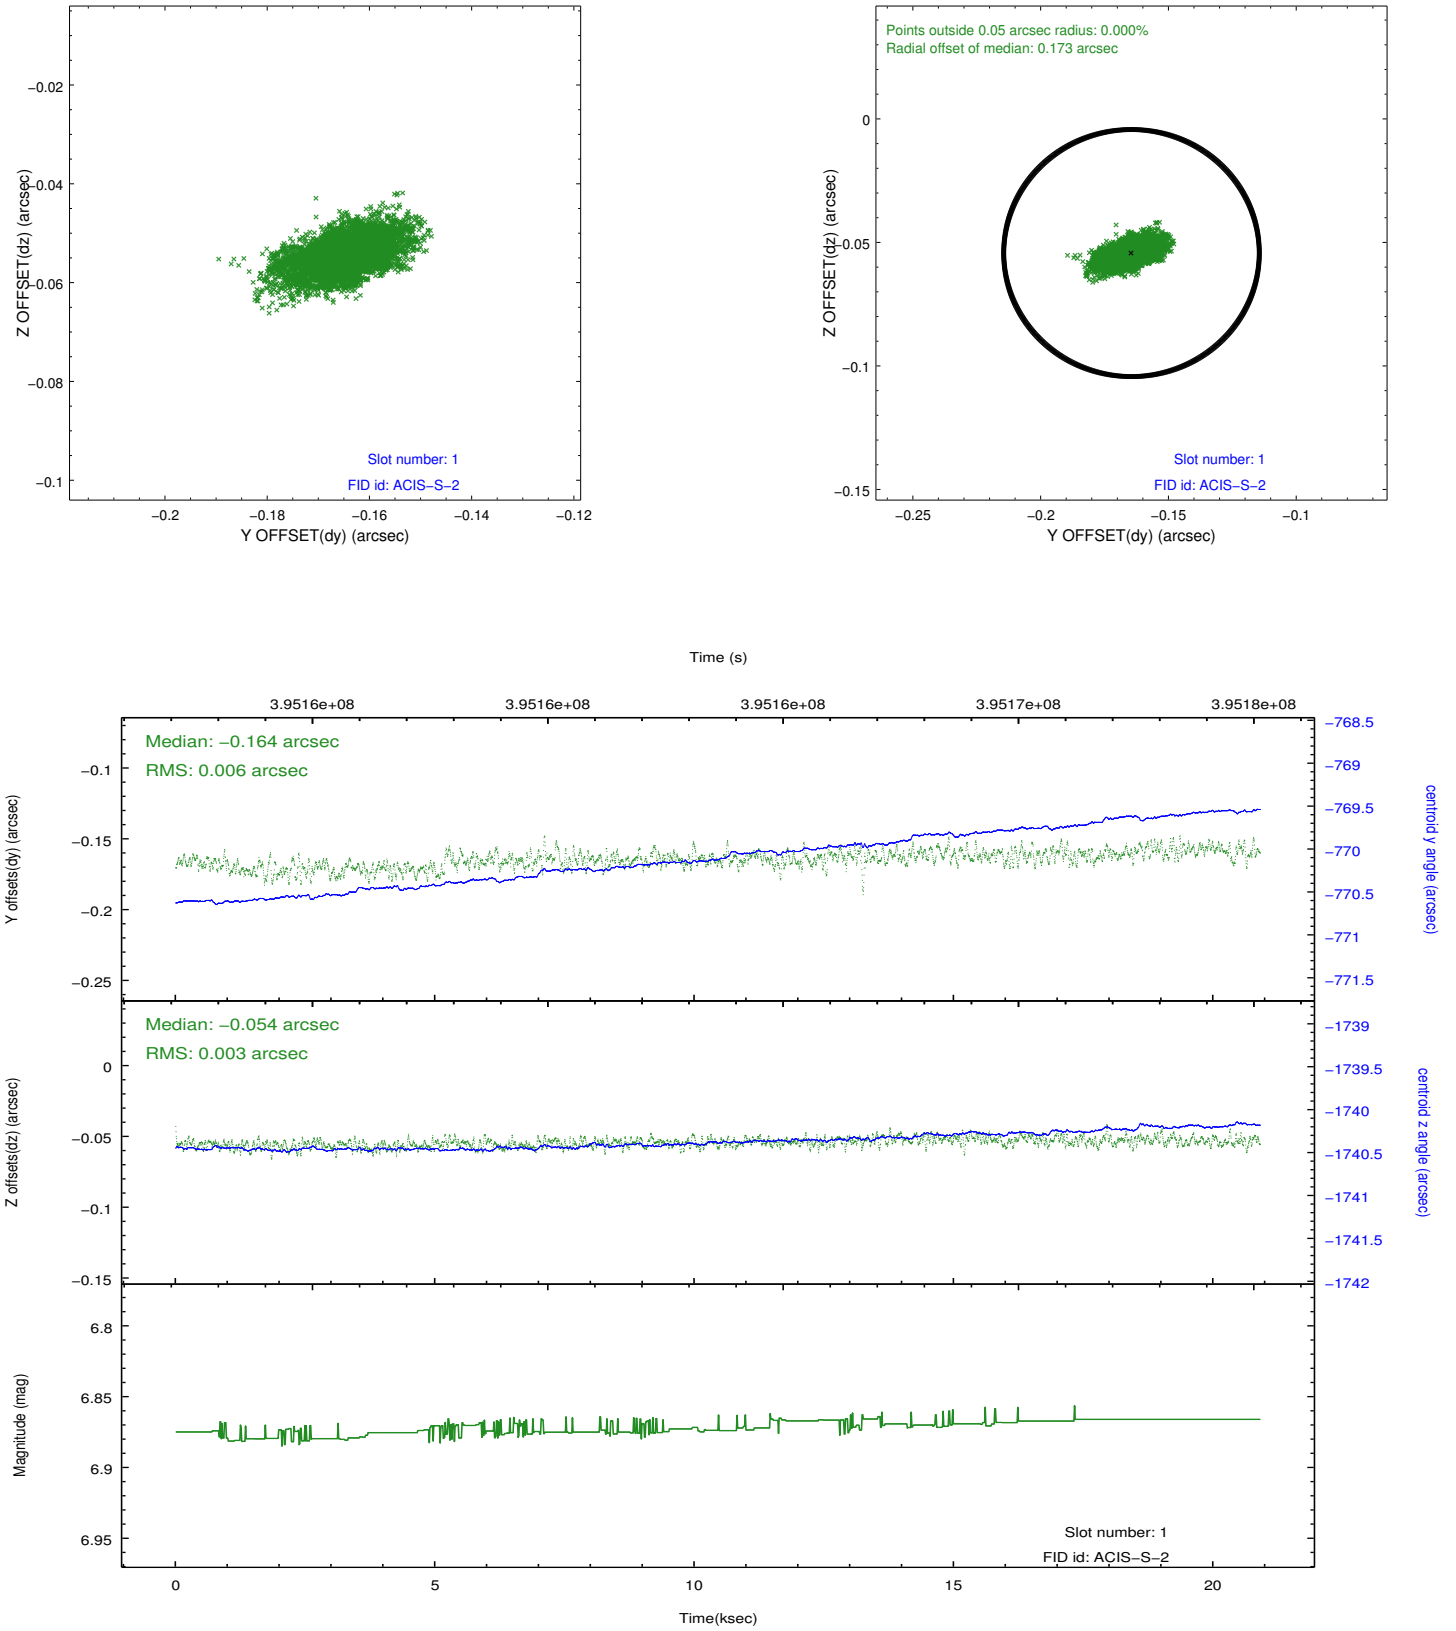 −0.02
−0.04
−0.06
−0.08
−0.1
Z OFFSET(dz) (arcsec)
Slot number: 1
FID id: ACIS−S−2
−0.2
−0.18
−0.16
−0.14
−0.12
Y OFFSET(dy) (arcsec)
Points outside 0.05 arcsec radius: 0.000%
Radial offset of median: 0.173 arcsec
0
−0.05
−0.1
−0.15
Z OFFSET(dz) (arcsec)
Slot number: 1
FID id: ACIS−S−2
−0.25
−0.2
−0.15
−0.1
Y OFFSET(dy) (arcsec)
Time (s)
3.9516e+08
3.9516e+08
3.9516e+08
3.9517e+08
3.9518e+08
Median: −0.164 arcsec
RMS: 0.006 arcsec
−0.1
−0.15
−0.2
−0.25
Y offsets(dy) (arcsec)
−768.5
−769
−769.5
−770
−770.5
−771
−771.5
centroid y angle (arcsec)
Median: −0.054 arcsec
RMS: 0.003 arcsec
0
−0.05
−0.1
−0.15
Z offsets(dz) (arcsec)
−1739
−1739.5
−1740
−1740.5
−1741
−1741.5
−1742
centroid z angle (arcsec)
6.8
6.85
6.9
6.95
Magnitude (mag)
Slot number: 1
FID id: ACIS−S−2
0
5
10
15
20
Time(ksec)